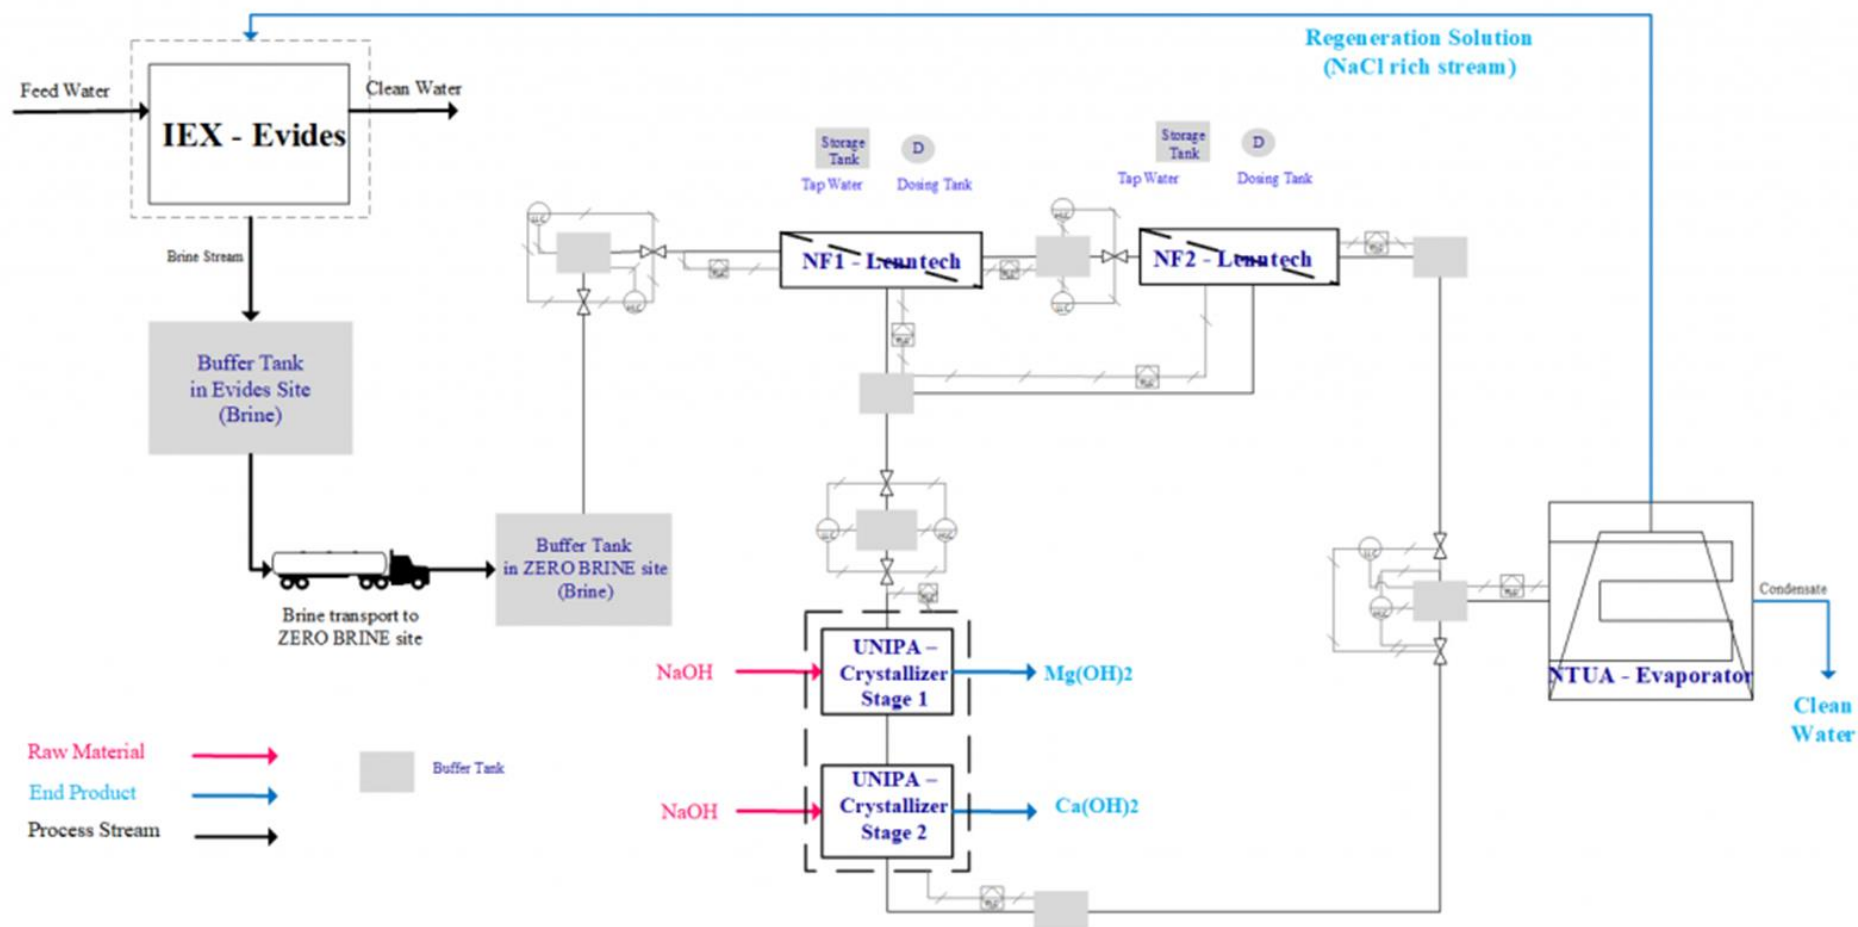 Regeneration Solution
(NaCl rich stream)
Feed Water
Clean Water
IEX - Evides
Storage
Tank
D
Tap Water
Dosing Tank
Storage
Tank
D
Tap Water
Dosing Tank
Brine Stream
NF1 - Lenntech
NF2 - Lenntech
Buffer Tank
in Evides Site
(Brine)
Buffer Tank
in ZERO BRINE site
(Brine)
Brine transport to
ZERO BRINE site
NaOH
UNIPA –
Crystallizer
Stage 1
Mg(OH)2
NTUA - Evaporator
Condensate
Clean
Water
NaOH
UNIPA –
Crystallizer
Stage 2
Ca(OH)2
Raw Material
End Product
Process Stream
Buffer Tank